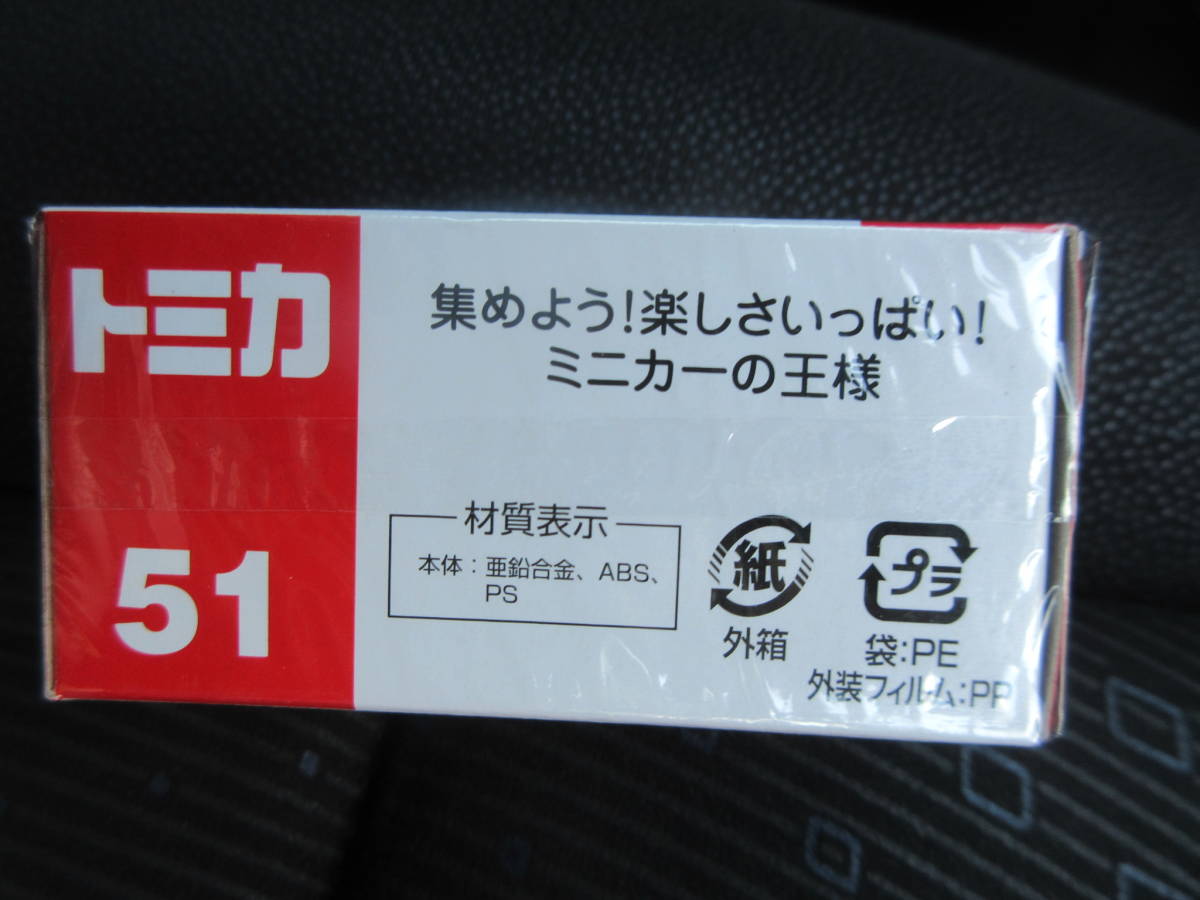 トミカ
51
集めよう!楽しさいっぱい!
ミニカーの王様
材質表示
本体:亜鉛合金、ABS、
PS
紙
外箱
プラ
袋:PE
外装フィルム:PP